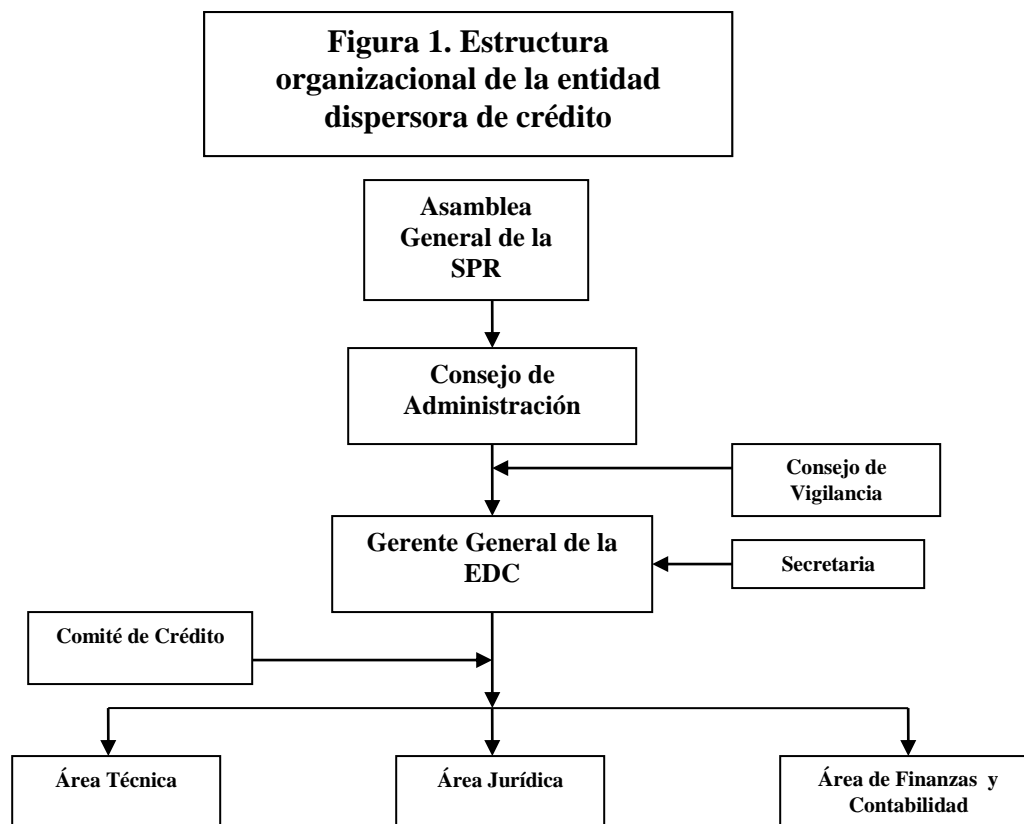 Figura 1. Estructura
organizacional de la entidad
dispersora de crédito
Asamblea
General de la
SPR
Consejo de
Administración
Consejo de
Vigilancia
Gerente General de la
EDC
Secretaria
Comité de Crédito
Área Técnica
Área Jurídica
Área de Finanzas y
Contabilidad